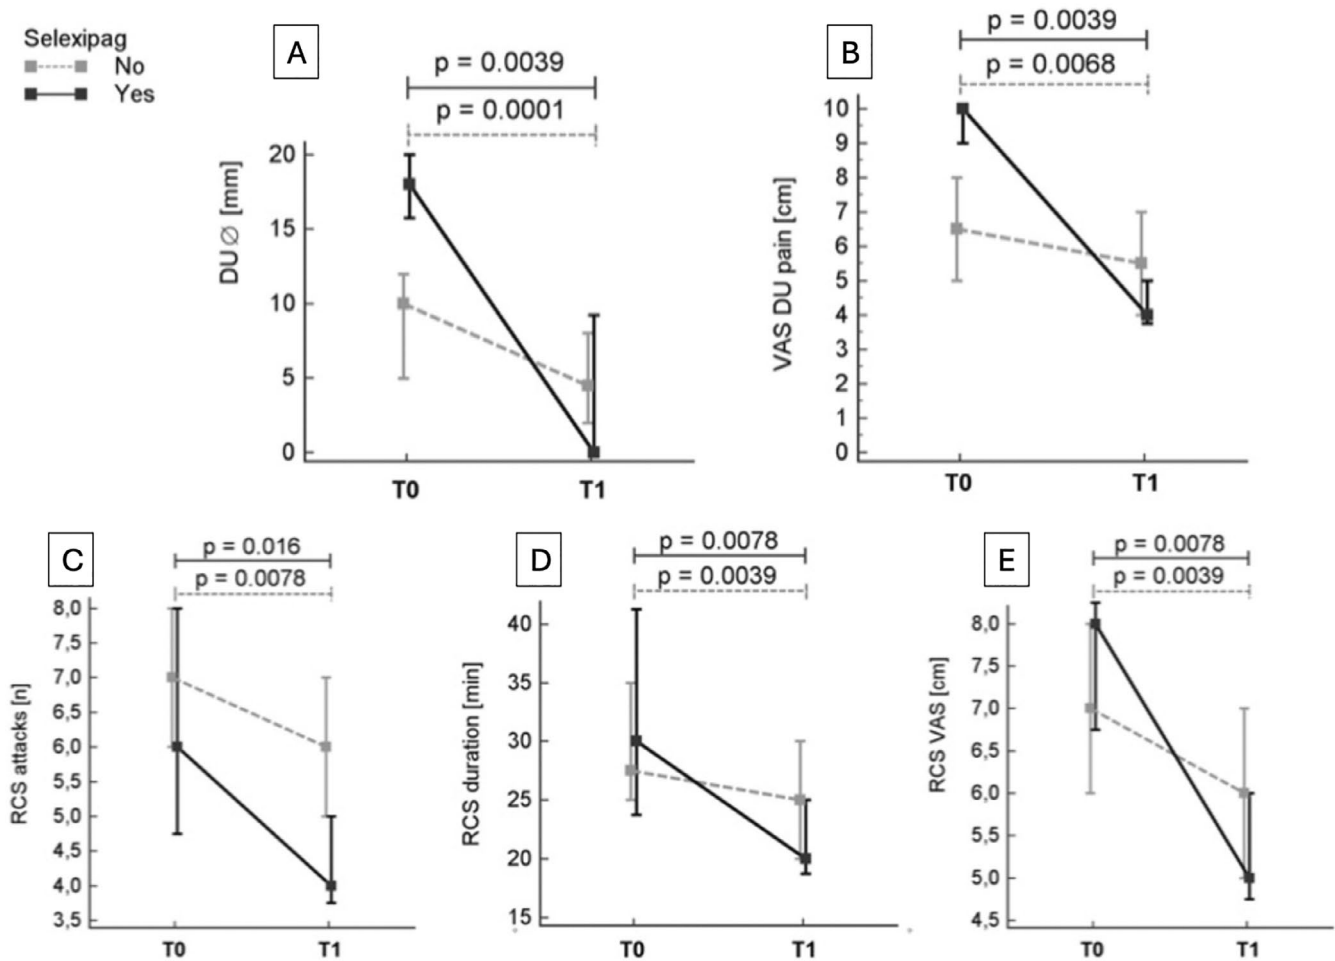 Selexipag
No
Yes
A
p = 0.0039
p = 0.0001
DU Ø [mm]
20
15
10
5
0
T0
T1
B
p = 0.0039
p = 0.0068
VAS DU pain [cm]
10
9
8
7
6
5
4
3
2
1
0
T0
T1
C
p = 0.016
p = 0.0078
RCS attacks [n]
8,0
7,5
7,0
6,5
6,0
5,5
5,0
4,5
4,0
3,5
T0
T1
D
p = 0.0078
p = 0.0039
RCS duration [min]
40
35
30
25
20
15
T0
T1
E
p = 0.0078
p = 0.0039
RCS VAS [cm]
8,0
7,5
7,0
6,5
6,0
5,5
5,0
4,5
T0
T1